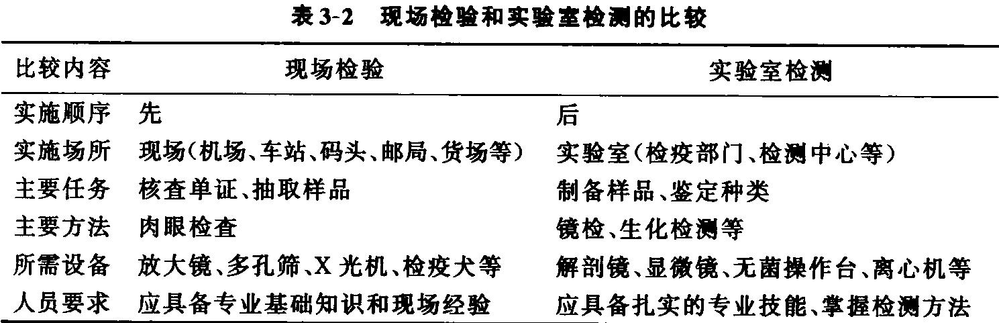 表3-2 现场检验和实验室检测的比较
比较内容 现场检验 实验室检测
实施顺序 先 后
实施场所 现场(机场、车站、码头、邮局、货场等) 实验室(检疫部门、检测中心等)
主要任务 核查单证、抽取样品 制备样品、鉴定种类
主要方法 肉眼检查 镜检、生化检测等
所需设备 放大镜、多孔筛、X光机、检疫犬等 解剖镜、显微镜、无菌操作台、离心机等
人员要求 应具备专业基础知识和现场经验 应具备扎实的专业技能、掌握检测方法